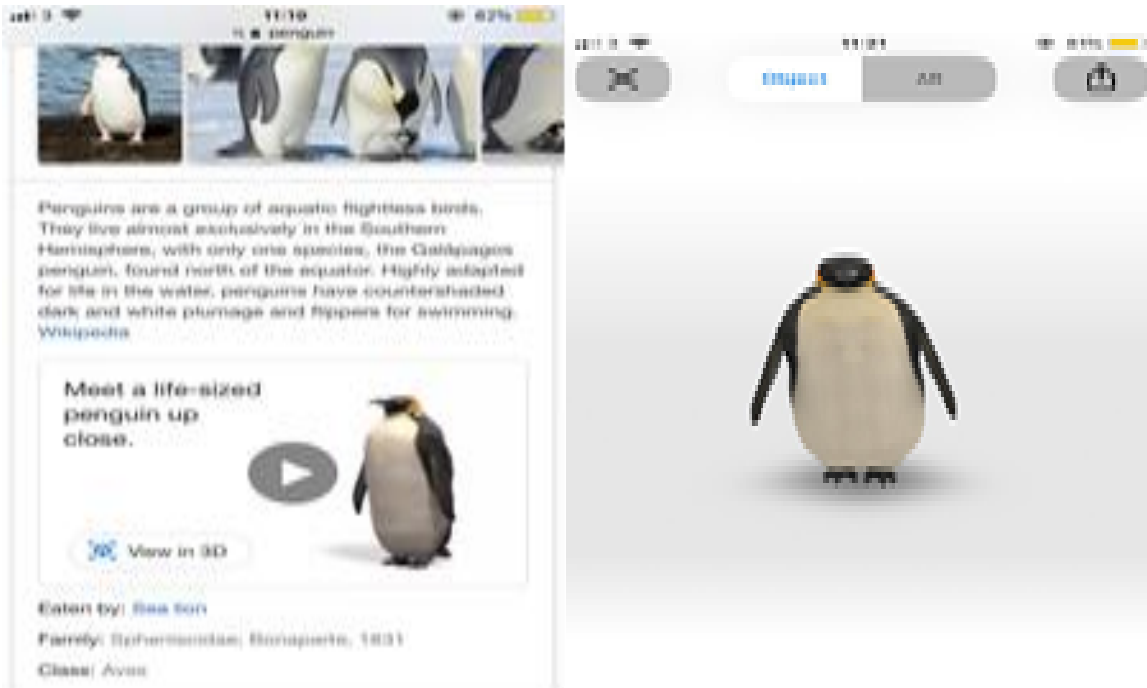 11:19
62%
penguin
Penguins are a group of aquatic flightless birds.
They live almost exclusively in the Southern
Hemisphere, with only one species, the Galápagos
penguin, found north of the equator. Highly adapted
for life in the water, penguins have countershaded
dark and white plumage and flippers for swimming.
Wikipedia
Meet a life-sized
penguin up
close.
View in 3D
Eaten by: Sea lion
Family: Spheniscidae; Bonaparte, 1831
Class: Aves
Object
AR